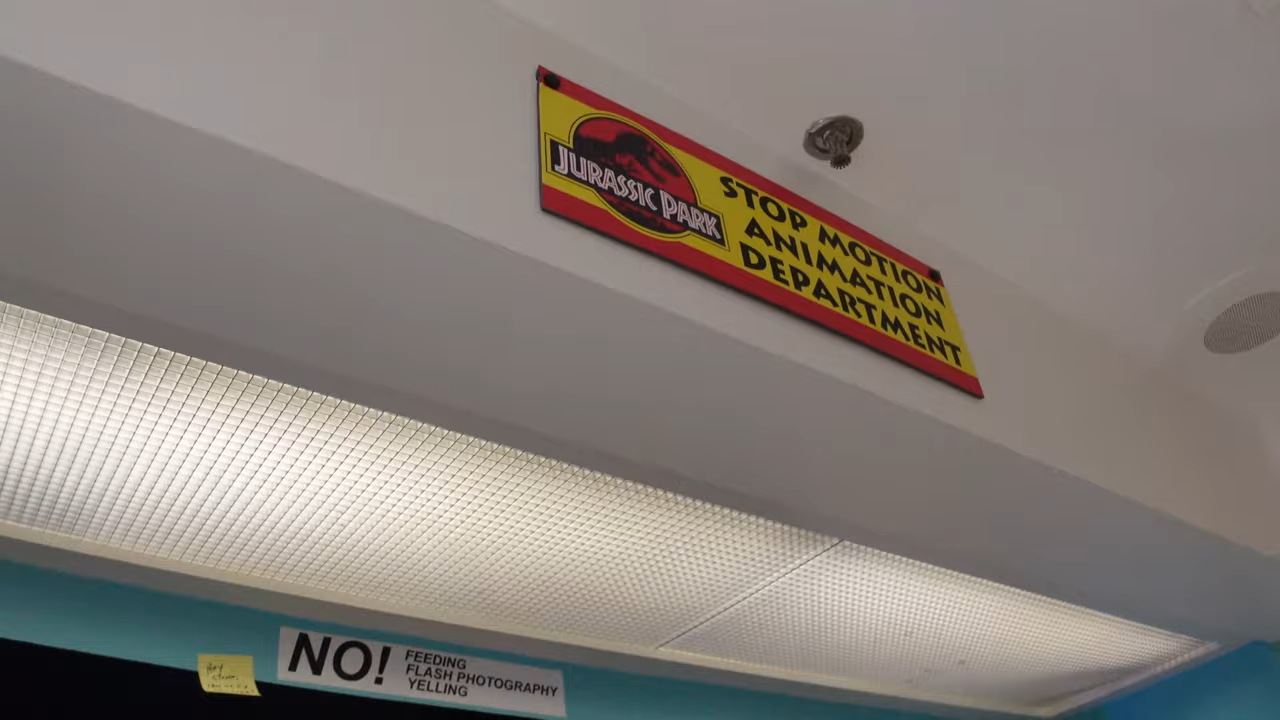 JURASSIC PARK
STOP MOTION
ANIMATION
DEPARTMENT
NO!
FEEDING
FLASH PHOTOGRAPHY
YELLING